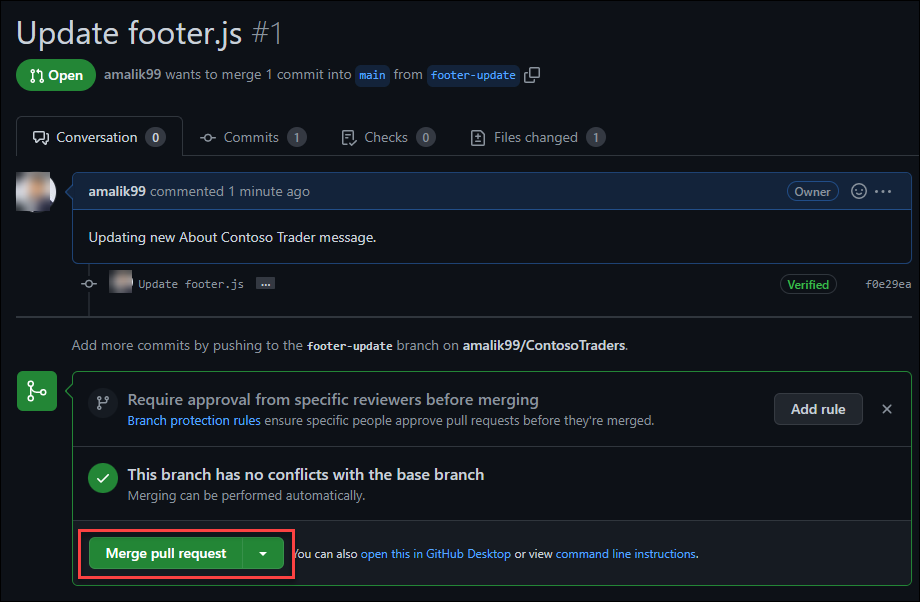 Update footer.js #1
Open amalik99 wants to merge 1 commit into main from footer-update
Conversation 0 Commits 1 Checks 0 Files changed 1
amalik99 commented 1 minute ago Owner
Updating new About Contoso Trader message.
Update footer.js ... Verified f0e29ea
Add more commits by pushing to the footer-update branch on amalik99/ContosoTraders.
Require approval from specific reviewers before merging
Branch protection rules ensure specific people approve pull requests before they're merged.
Add rule
This branch has no conflicts with the base branch
Merging can be performed automatically.
Merge pull request You can also open this in GitHub Desktop or view command line instructions.